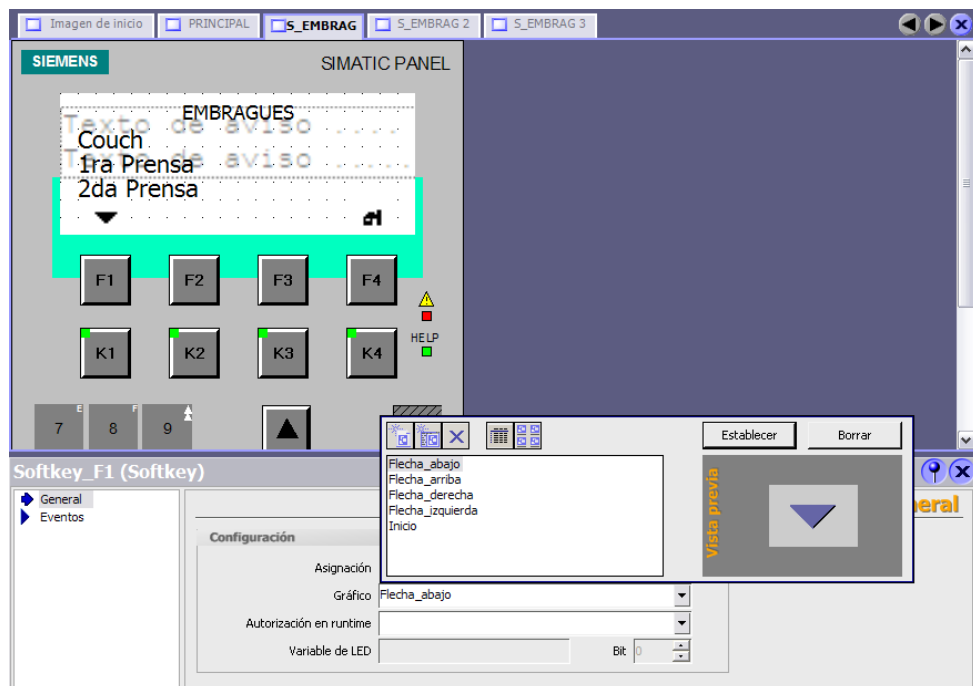 Imagen de inicio PRINCIPAL S_EMBRAG S_EMBRAG 2 S_EMBRAG 3
SIEMENS SIMATIC PANEL
EMBRAGUES
Texto de aviso .....
Couch
Texto de aviso ......
1ra Prensa
2da Prensa
F1 F2 F3 F4
HELP
K1 K2 K3 K4
E F
7 8 9
Establecer Borrar
Softkey_F1 (Softkey)
General
Eventos
Flecha_abajo
Flecha_arriba
Flecha_derecha
Flecha_izquierda
Inicio
Vista previa
neral
Configuración
Asignación
Gráfico Flecha_abajo
Autorización en runtime
Variable de LED Bit 0